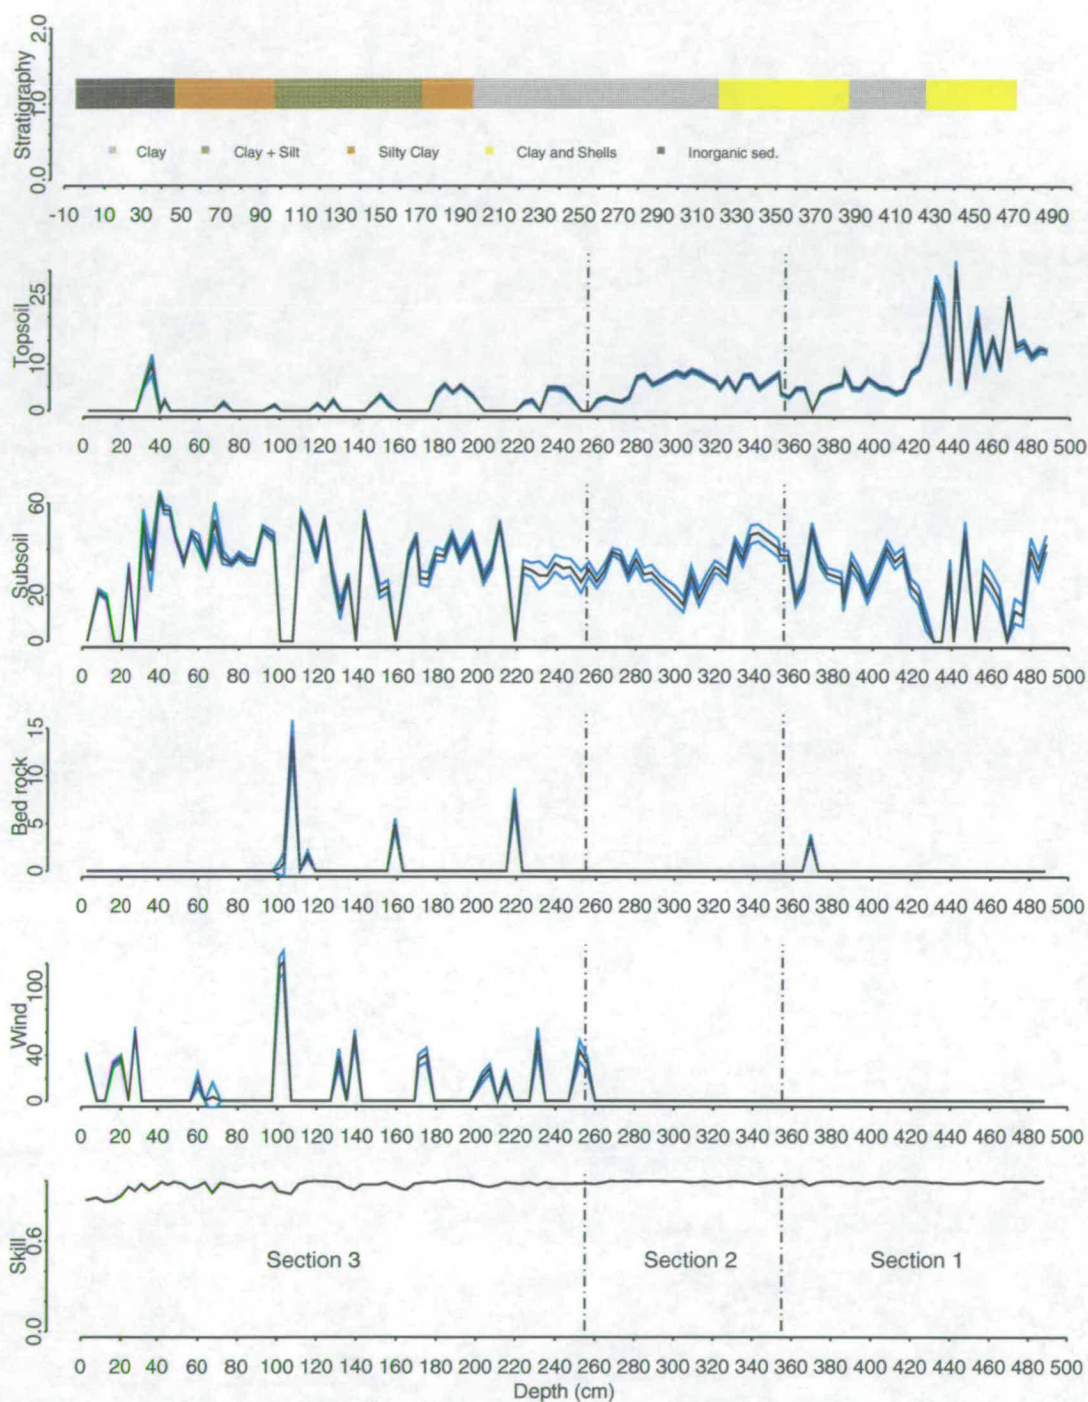 Stratigraphy
0.0 1.0 2.0
Clay Clay + Silt Silty Clay Clay and Shells Inorganic sed.
-10 10 30 50 70 90 110 130 150 170 190 210 230 250 270 290 310 330 350 370 390 410 430 450 470 490
Topsoil
0 10 25
0 20 40 60 80 100 120 140 160 180 200 220 240 260 280 300 320 340 360 380 400 420 440 460 480 500
Subsoil
0 20 60
0 20 40 60 80 100 120 140 160 180 200 220 240 260 280 300 320 340 360 380 400 420 440 460 480 500
Bed rock
0 5 10 15
0 20 40 60 80 100 120 140 160 180 200 220 240 260 280 300 320 340 360 380 400 420 440 460 480 500
Wind
0 40 100
0 20 40 60 80 100 120 140 160 180 200 220 240 260 280 300 320 340 360 380 400 420 440 460 480 500
Skill
0.0 0.6
Section 3 Section 2 Section 1
0 20 40 60 80 100 120 140 160 180 200 220 240 260 280 300 320 340 360 380 400 420 440 460 480 500
Depth (cm)